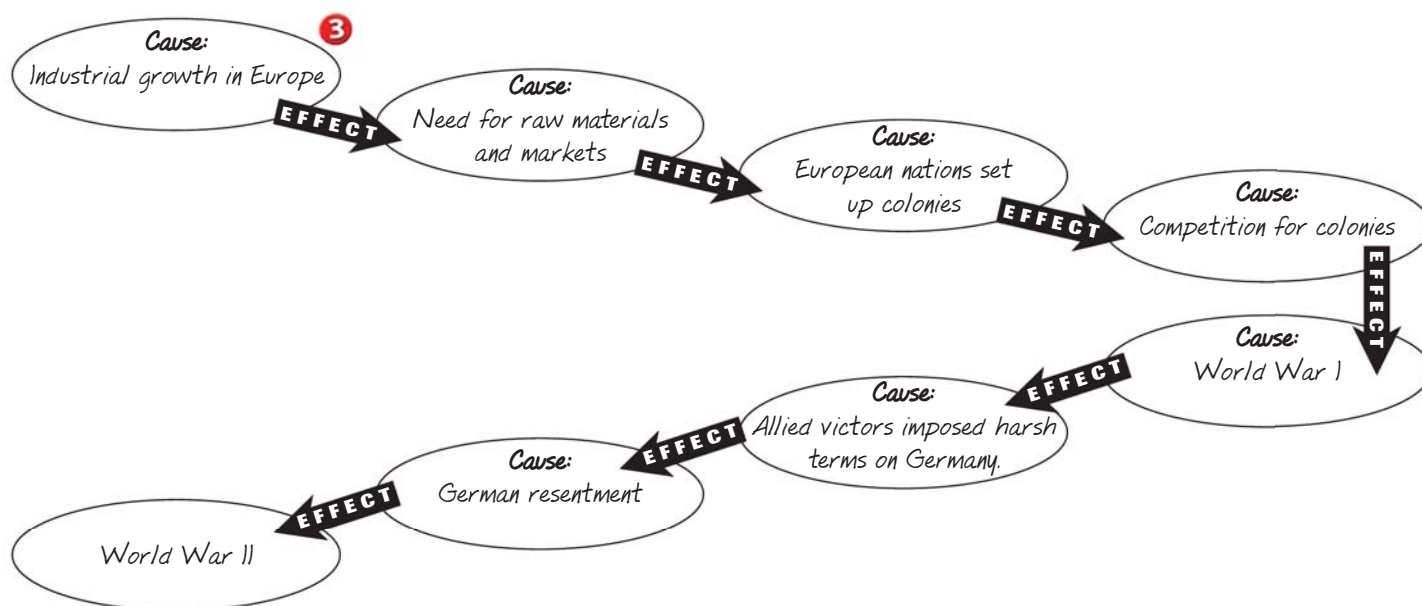 3
Cause:
Industrial growth in Europe
EFFECT
Cause:
Need for raw materials
and markets
EFFECT
Cause:
European nations set
up colonies
EFFECT
Cause:
Competition for colonies
EFFECT
Cause:
World War I
EFFECT
Cause:
Allied victors imposed harsh
terms on Germany.
EFFECT
Cause:
German resentment
EFFECT
World War II